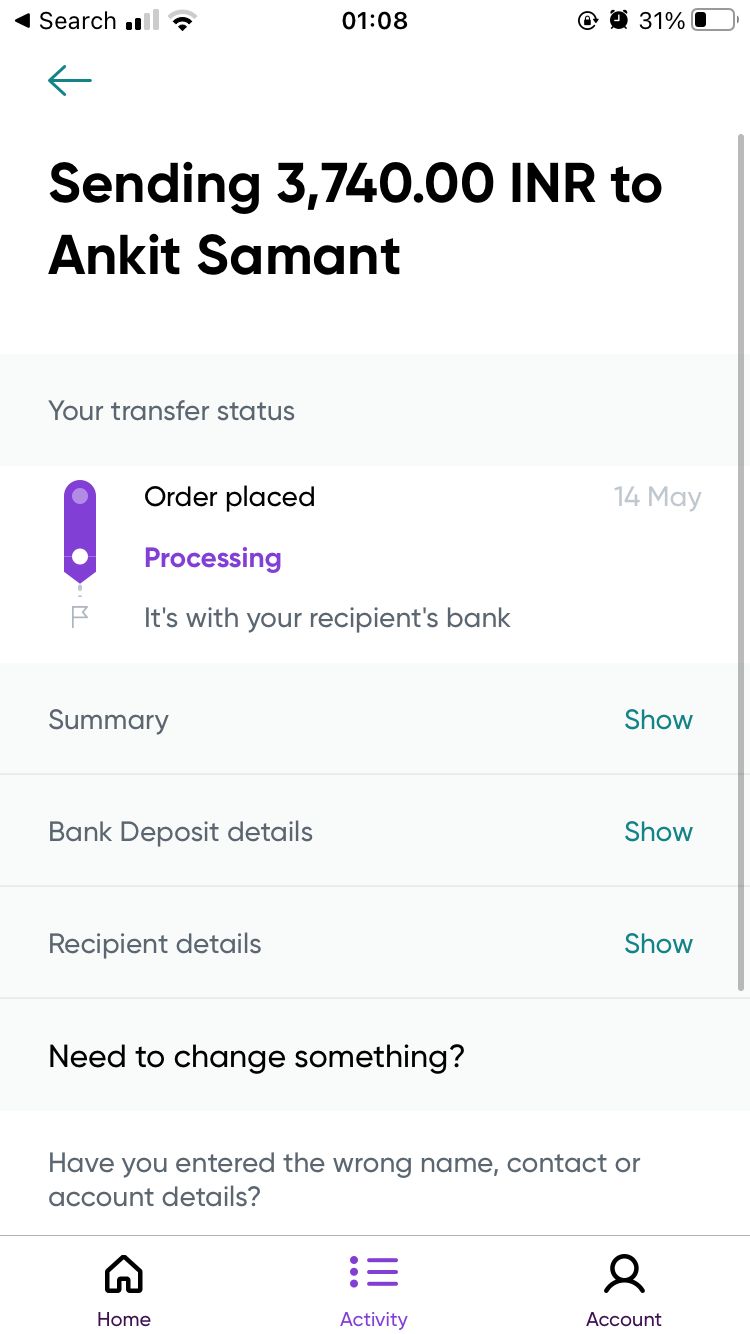 Search 01:08 31%
Sending 3,740.00 INR to
Ankit Samant
Your transfer status
Order placed 14 May
Processing
It's with your recipient's bank
Summary Show
Bank Deposit details Show
Recipient details Show
Need to change something?
Have you entered the wrong name, contact or
account details?
Home Activity Account